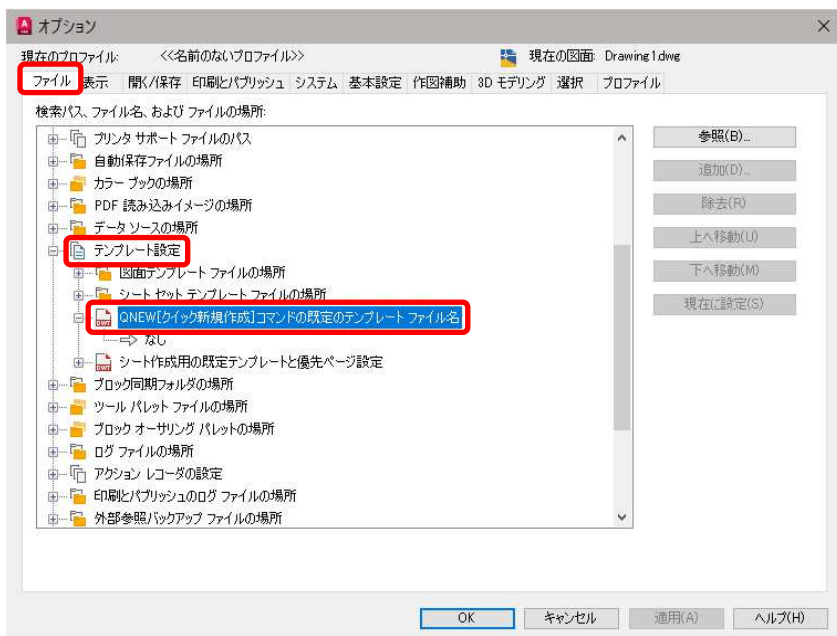 オプション
現在のプロファイル: <<名前のないプロファイル>> 現在の図面: Drawing1.dwg
ファイル 表示 開く/保存 印刷とパブリッシュ システム 基本設定 作図補助 3D モデリング 選択 プロファイル
検索パス、ファイル名、および ファイルの場所:
プリンタ サポート ファイルのパス
自動保存ファイルの場所
カラー ブックの場所
PDF 読み込みイメージの場所
データ ソースの場所
テンプレート設定
図面テンプレート ファイルの場所
シート セット テンプレート ファイルの場所
QNEW[クイック新規作成]コマンドの既定のテンプレート ファイル名
なし
シート作成用の既定テンプレートと優先ページ設定
ブロック同期フォルダの場所
ツール パレット ファイルの場所
ブロック オーサリング パレットの場所
ログ ファイルの場所
アクション レコーダの設定
印刷とパブリッシュのログ ファイルの場所
外部参照バックアップ ファイルの場所
参照(B)...
追加(D)...
除去(R)
上へ移動(U)
下へ移動(M)
現在に設定(S)
OK キャンセル 適用(A) ヘルプ(H)